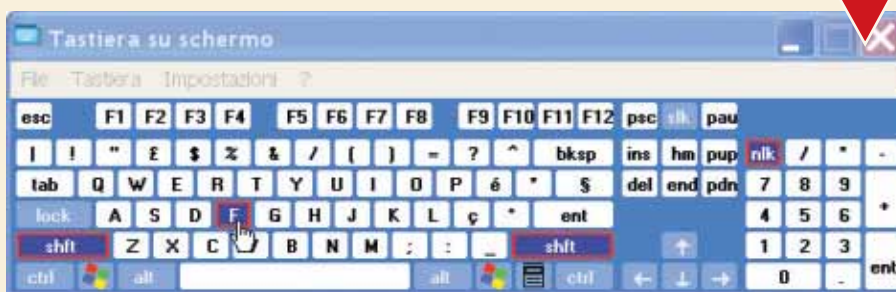 Tastiera su schermo
File Tastiera Impostazioni ?
esc F1 F2 F3 F4 F5 F6 F7 F8 F9 F10 F11 F12 psc slk pau
| ! " £ $ % & / ( ) = ? ^ bksp ins hm pup nlk / * -
tab Q W E R T Y U I O P é * § del end pdn 7 8 9 +
lock A S D F G H J K L ç ° ent 4 5 6
shft Z X C B N M ; : _ shft ↑ 1 2 3 ent
ctrl alt alt ctrl ← ↓ → 0 .